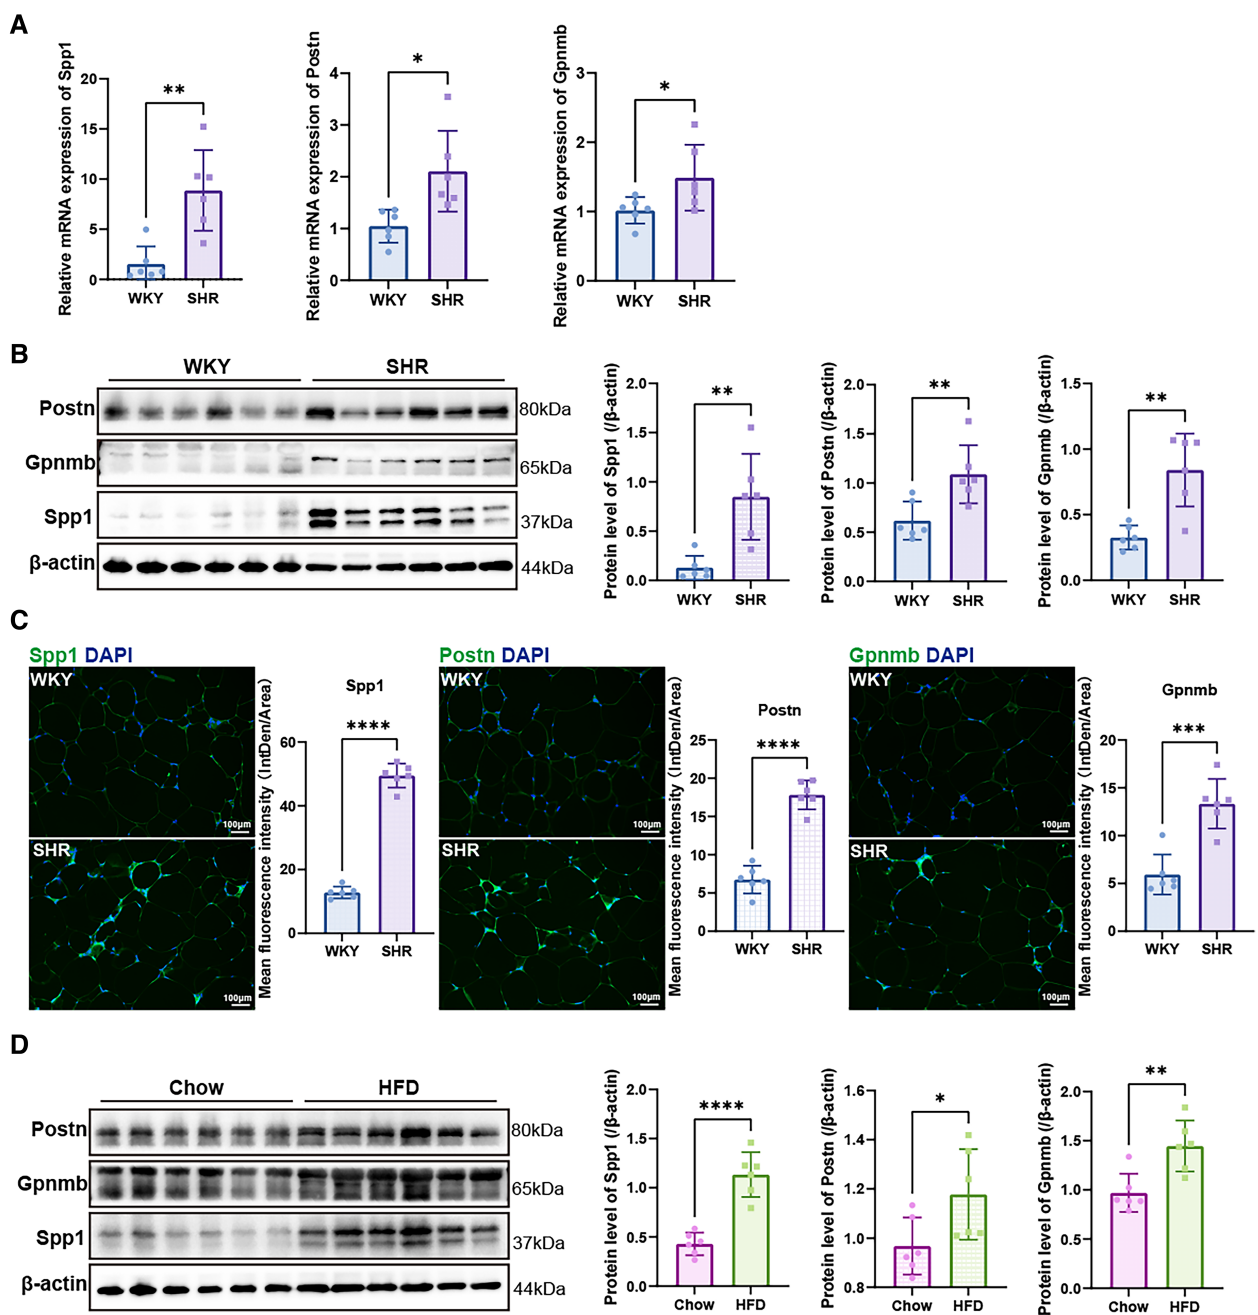 A
Relative mRNA expression of Spp1
20
15
10
5
0
**
WKY
SHR
Relative mRNA expression of Postn
4
3
2
1
0
*
WKY
SHR
Relative mRNA expression of Gpnmb
3
2
1
0
*
WKY
SHR
B
WKY
SHR
Postn
80kDa
Gpnmb
65kDa
Spp1
37kDa
β-actin
44kDa
Protein level of Spp1 (/β-actin)
2.0
1.5
1.0
0.5
0.0
**
WKY
SHR
Protein level of Postn (/β-actin)
2.0
1.5
1.0
0.5
0.0
**
WKY
SHR
Protein level of Gpnmb (/β-actin)
1.5
1.0
0.5
0.0
**
WKY
SHR
C
Spp1 DAPI
WKY
100μm
SHR
100μm
Mean fluorescence intensity (IntDen/Area)
Spp1
60
40
20
0
****
WKY
SHR
Postn DAPI
WKY
100μm
SHR
100μm
Mean fluorescence intensity (IntDen/Area)
Postn
25
20
15
10
5
0
****
WKY
SHR
Gpnmb DAPI
WKY
100μm
SHR
100μm
Mean fluorescence intensity (IntDen/Area)
Gpnmb
20
15
10
5
0
***
WKY
SHR
D
Chow
HFD
Postn
80kDa
Gpnmb
65kDa
Spp1
37kDa
β-actin
44kDa
Protein level of Spp1 (/β-actin)
2.0
1.5
1.0
0.5
0.0
****
Chow
HFD
Protein level of Postn (/β-actin)
1.6
1.4
1.2
1.0
0.8
*
Chow
HFD
Protein level of Gpnmb (/β-actin)
2.0
1.5
1.0
0.5
0.0
**
Chow
HFD